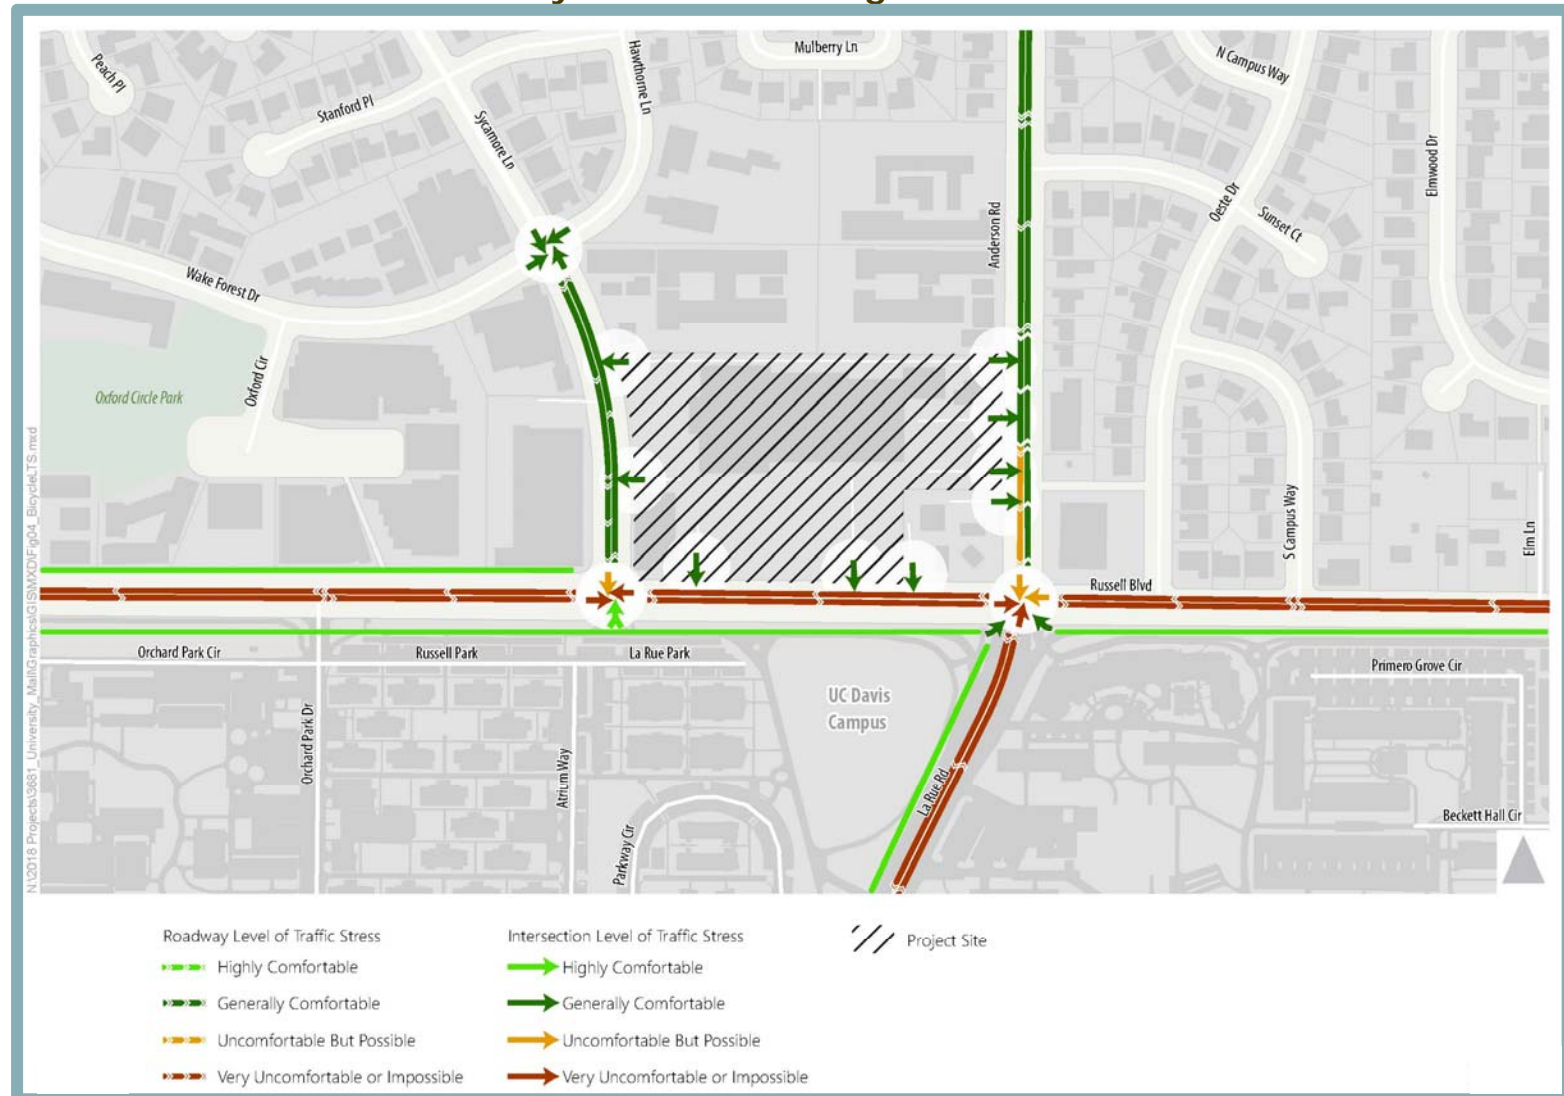 Peach Pl
Stanford Pl
Sycamore Ln
Hawthorne Ln
Mulberry Ln
N Campus Way
Elmwood Dr
Anderson Rd
Oeste Dr
Sunset Ct
Wake Forest Dr
Oxford Cir
Oxford Circle Park
S Campus Way
Elm Ln
Russell Blvd
Orchard Park Cir
Russell Park
La Rue Park
Primero Grove Cir
UC Davis
Campus
Orchard Park Dr
Atrium Way
Parkway Cir
La Rue Rd
Beckett Hall Cir
N:\2018 Projects\3681_University_Mall\Graphics\GIS\MXD\Fig04_BicycleLTS.mxd
Roadway Level of Traffic Stress
Highly Comfortable
Generally Comfortable
Uncomfortable But Possible
Very Uncomfortable or Impossible
Intersection Level of Traffic Stress
Highly Comfortable
Generally Comfortable
Uncomfortable But Possible
Very Uncomfortable or Impossible
Project Site